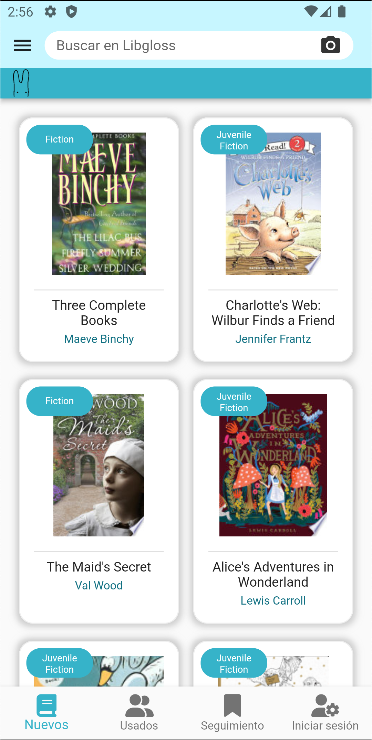 2:56
Buscar en Libgloss
Fiction
COMPLETE BOOKS
MAEVE
BINCHY
THE LILAC BUS
FIREFLY SUMMER
SILVER WEDDING
Three Complete
Books
Maeve Binchy
Juvenile
Fiction
Read! 2
Charlotte's
Web
Charlotte's Web:
Wilbur Finds a Friend
Jennifer Frantz
Fiction
WOOD
The
Maid's
Secret
The Maid's Secret
Val Wood
Juvenile
Fiction
ALICE'S
ADVENTURES
IN
WONDERLAND
LEWIS CARROLL
Alice's Adventures in
Wonderland
Lewis Carroll
Juvenile
Fiction
Juvenile
Fiction
Nuevos
Usados
Seguimiento
Iniciar sesión